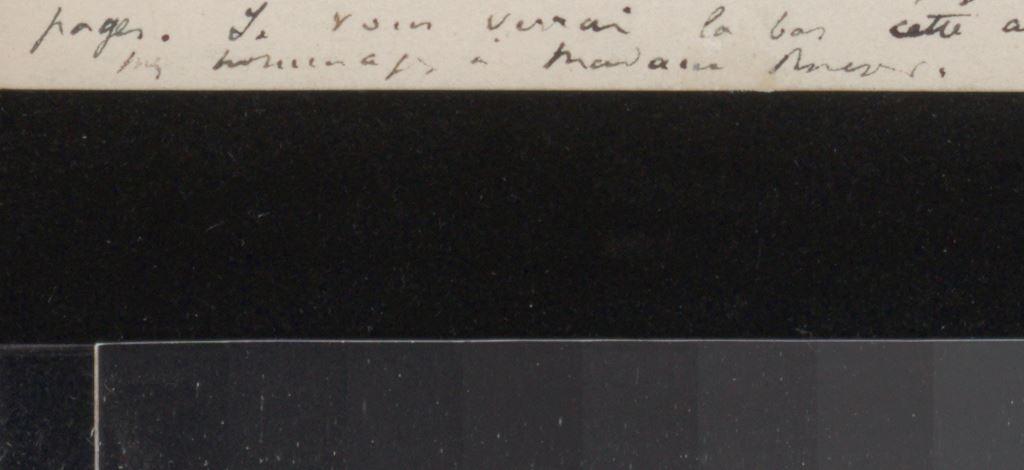 pages. Je vous verrai la bas cette a
mes hommages à Madame